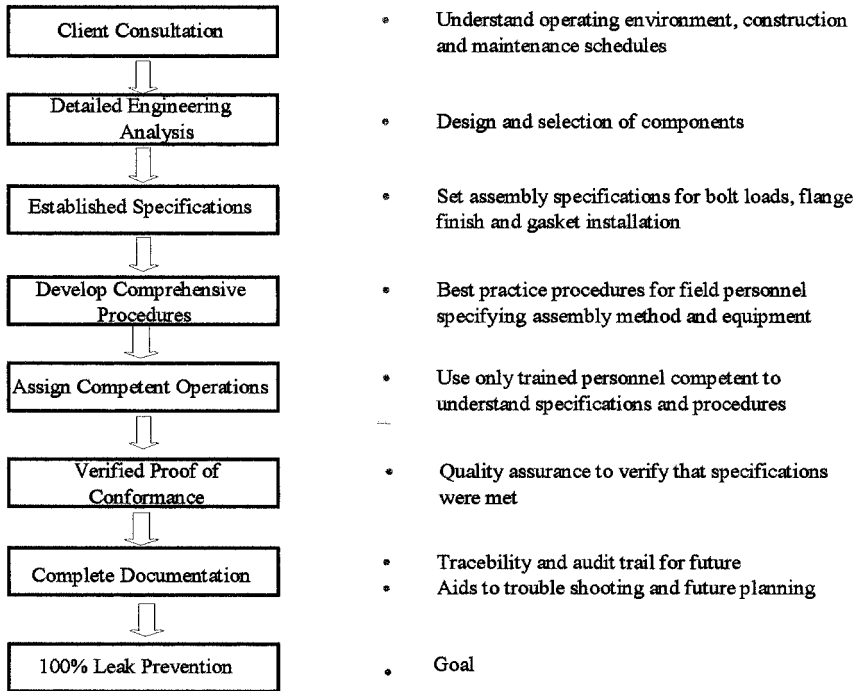 Client Consultation
• Understand operating environment, construction
and maintenance schedules
Detailed Engineering
Analysis
• Design and selection of components
Established Specifications
• Set assembly specifications for bolt loads, flange
finish and gasket installation
Develop Comprehensive
Procedures
• Best practice procedures for field personnel
specifying assembly method and equipment
Assign Competent Operations
• Use only trained personnel competent to
understand specifications and procedures
Verified Proof of
Conformance
• Quality assurance to verify that specifications
were met
Complete Documentation
• Tracebility and audit trail for future
• Aids to trouble shooting and future planning
100% Leak Prevention
• Goal